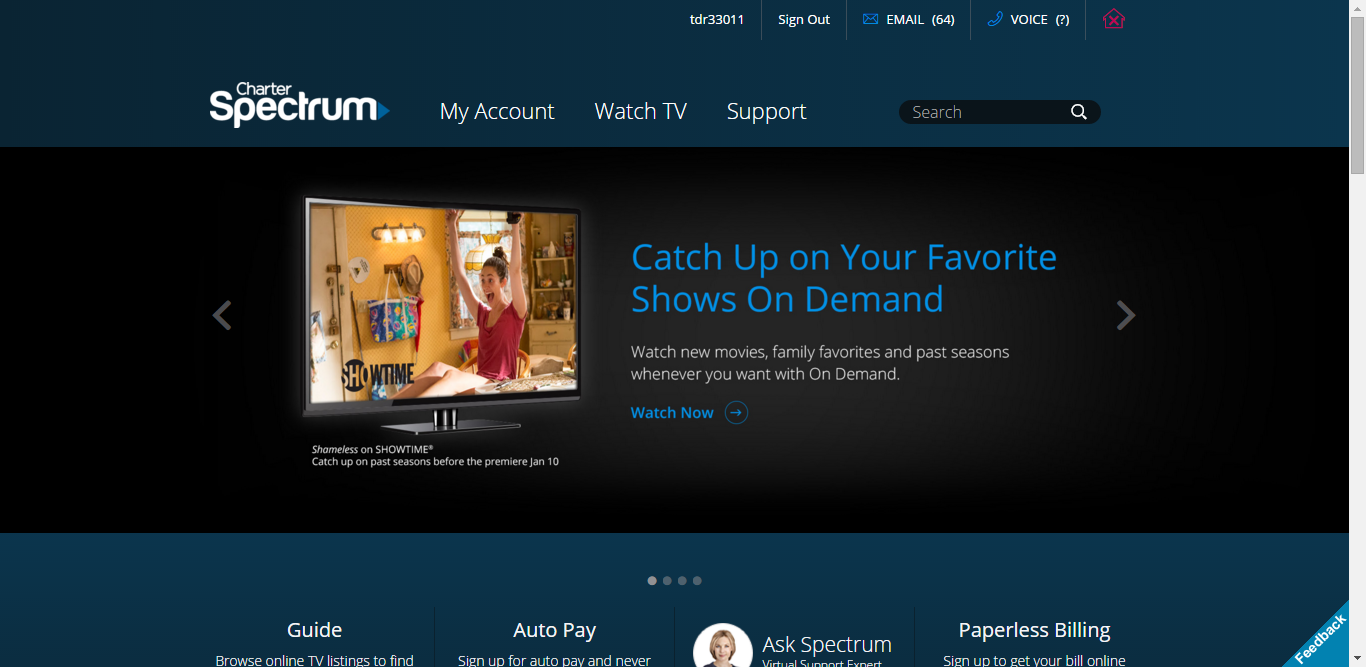 tdr33011
Sign Out
EMAIL (64)
VOICE (?)
Charter
Spectrum
My Account
Watch TV
Support
Search
SHOWTIME
Catch Up on Your Favorite
Shows On Demand
Watch new movies, family favorites and past seasons
whenever you want with On Demand.
Watch Now
Shameless on SHOWTIME®
Catch up on past seasons before the premiere Jan 10
Guide
Browse online TV listings to find
Auto Pay
Sign up for auto pay and never
Ask Spectrum
Virtual Support Expert
Paperless Billing
Sign up to get your bill online
Feedback